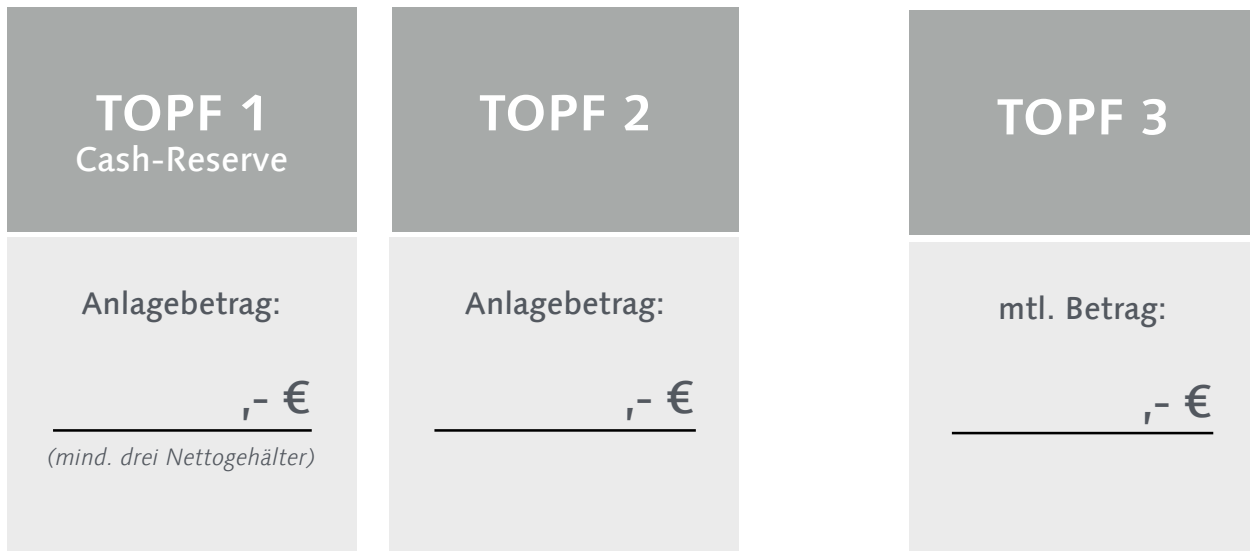 TOPF 1
Cash-Reserve
Anlagebetrag:
,- €
(mind. drei Nettogehälter)
TOPF 2
Anlagebetrag:
,- €
TOPF 3
mtl. Betrag:
,- €